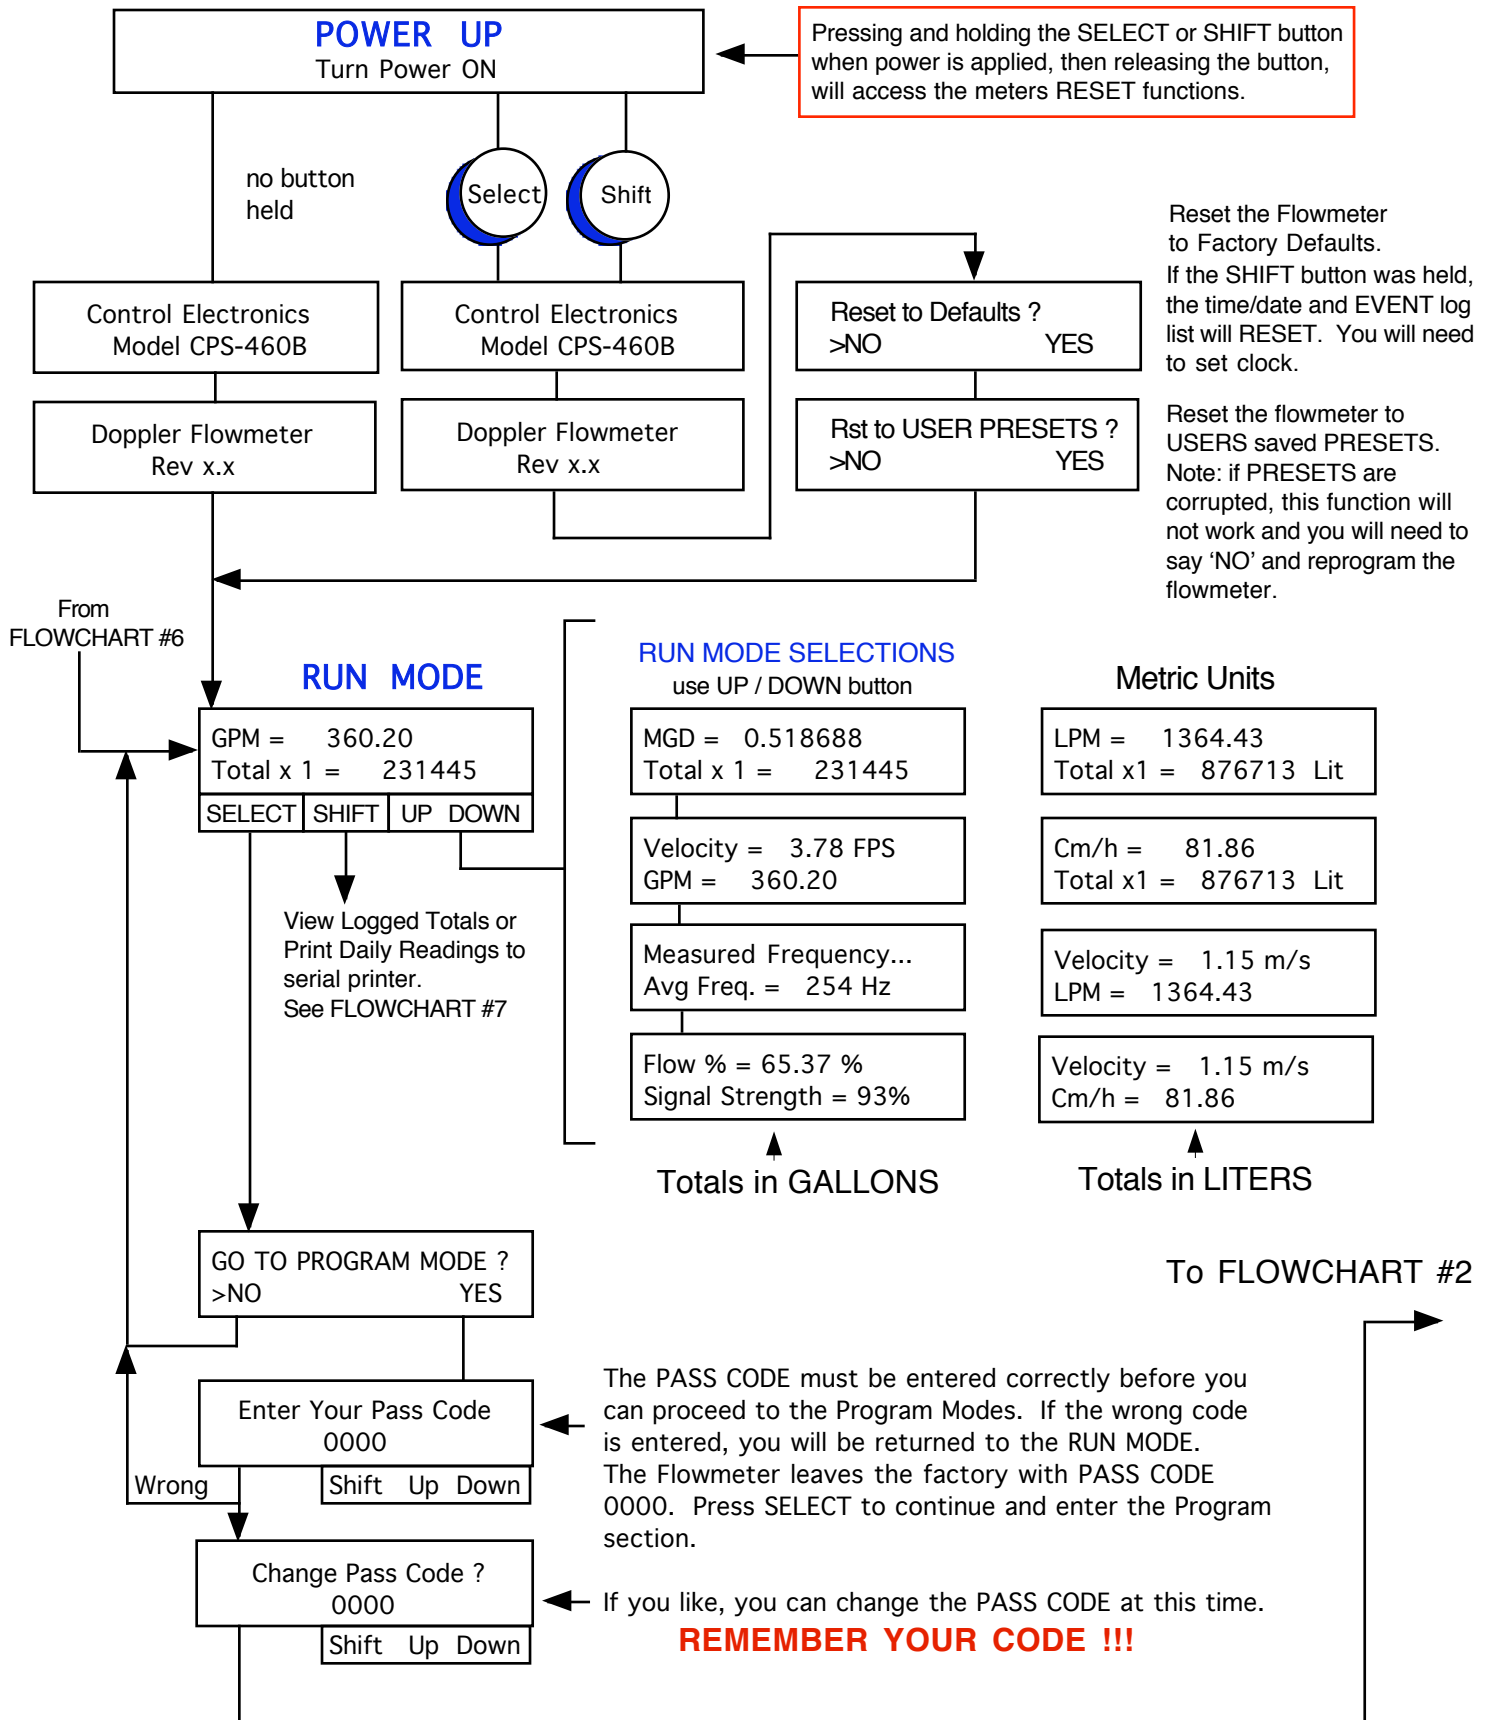 POWER UP
Turn Power ON
Pressing and holding the SELECT or SHIFT button
when power is applied, then releasing the button,
will access the meters RESET functions.
no button
held
Select
Shift
Control Electronics
Model CPS-460B
Doppler Flowmeter
Rev x.x
Control Electronics
Model CPS-460B
Doppler Flowmeter
Rev x.x
Reset to Defaults ?
>NO YES
Rst to USER PRESETS ?
>NO YES
Reset the Flowmeter
to Factory Defaults.
If the SHIFT button was held,
the time/date and EVENT log
list will RESET. You will need
to set clock.
Reset the flowmeter to
USERS saved PRESETS.
Note: if PRESETS are
corrupted, this function will
not work and you will need to
say ‘NO’ and reprogram the
flowmeter.
From
FLOWCHART #6
RUN MODE
GPM = 360.20
Total x 1 = 231445
SELECT SHIFT UP DOWN
View Logged Totals or
Print Daily Readings to
serial printer.
See FLOWCHART #7
RUN MODE SELECTIONS
use UP / DOWN button
MGD = 0.518688
Total x 1 = 231445
Velocity = 3.78 FPS
GPM = 360.20
Measured Frequency...
Avg Freq. = 254 Hz
Flow % = 65.37 %
Signal Strength = 93%
Totals in GALLONS
Metric Units
LPM = 1364.43
Total x1 = 876713 Lit
Cm/h = 81.86
Total x1 = 876713 Lit
Velocity = 1.15 m/s
LPM = 1364.43
Velocity = 1.15 m/s
Cm/h = 81.86
Totals in LITERS
GO TO PROGRAM MODE ?
>NO YES
To FLOWCHART #2
Enter Your Pass Code
0000
Shift Up Down
Wrong
The PASS CODE must be entered correctly before you
can proceed to the Program Modes. If the wrong code
is entered, you will be returned to the RUN MODE.
The Flowmeter leaves the factory with PASS CODE
0000. Press SELECT to continue and enter the Program
section.
Change Pass Code ?
0000
Shift Up Down
If you like, you can change the PASS CODE at this time.
REMEMBER YOUR CODE !!!